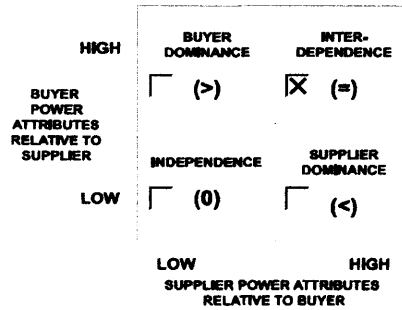 HIGH
BUYER
DOMINANCE
(>)
INTER-
DEPENDENCE
(=)
BUYER
POWER
ATTRIBUTES
RELATIVE TO
SUPPLIER
INDEPENDENCE
(0)
SUPPLIER
DOMINANCE
(<)
LOW
LOW
HIGH
SUPPLIER POWER ATTRIBUTES
RELATIVE TO BUYER